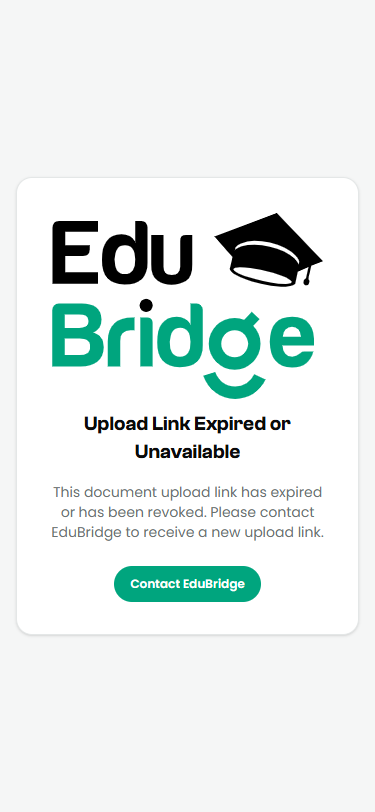 Edu
Bridge
Upload Link Expired or
Unavailable
This document upload link has expired
or has been revoked. Please contact
EduBridge to receive a new upload link.
Contact EduBridge